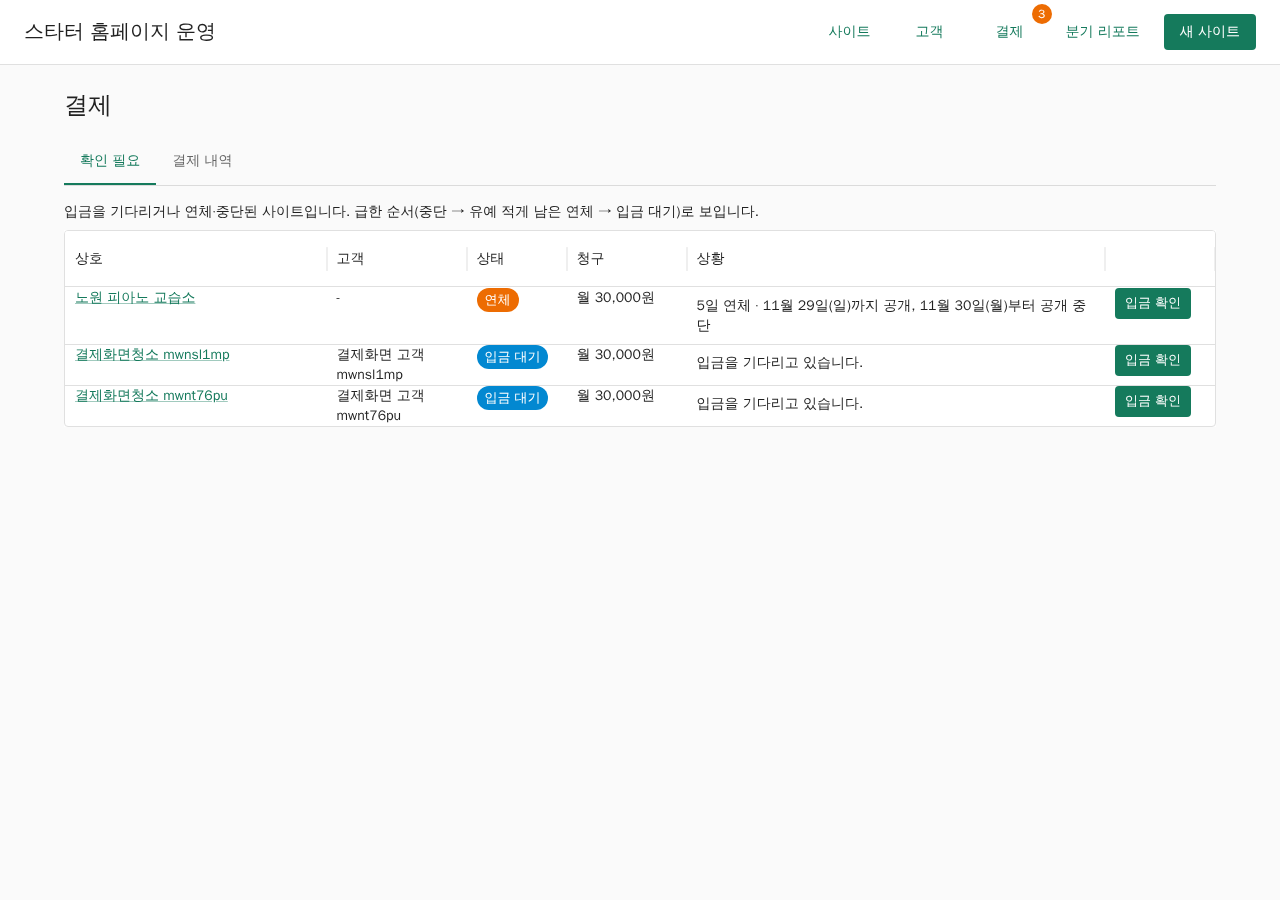 스타터 홈페이지 운영
사이트
고객
결제
3
분기 리포트
새 사이트
결제
확인 필요
결제 내역
입금을 기다리거나 연체·중단된 사이트입니다. 급한 순서(중단 → 유예 적게 남은 연체 → 입금 대기)로 보입니다.
상호
고객
상태
청구
상황
노원 피아노 교습소
-
연체
월 30,000원
5일 연체 · 11월 29일(일)까지 공개, 11월 30일(월)부터 공개 중
단
입금 확인
결제화면청소 mwnsl1mp
결제화면 고객
mwnsl1mp
입금 대기
월 30,000원
입금을 기다리고 있습니다.
입금 확인
결제화면청소 mwnt76pu
결제화면 고객
mwnt76pu
입금 대기
월 30,000원
입금을 기다리고 있습니다.
입금 확인